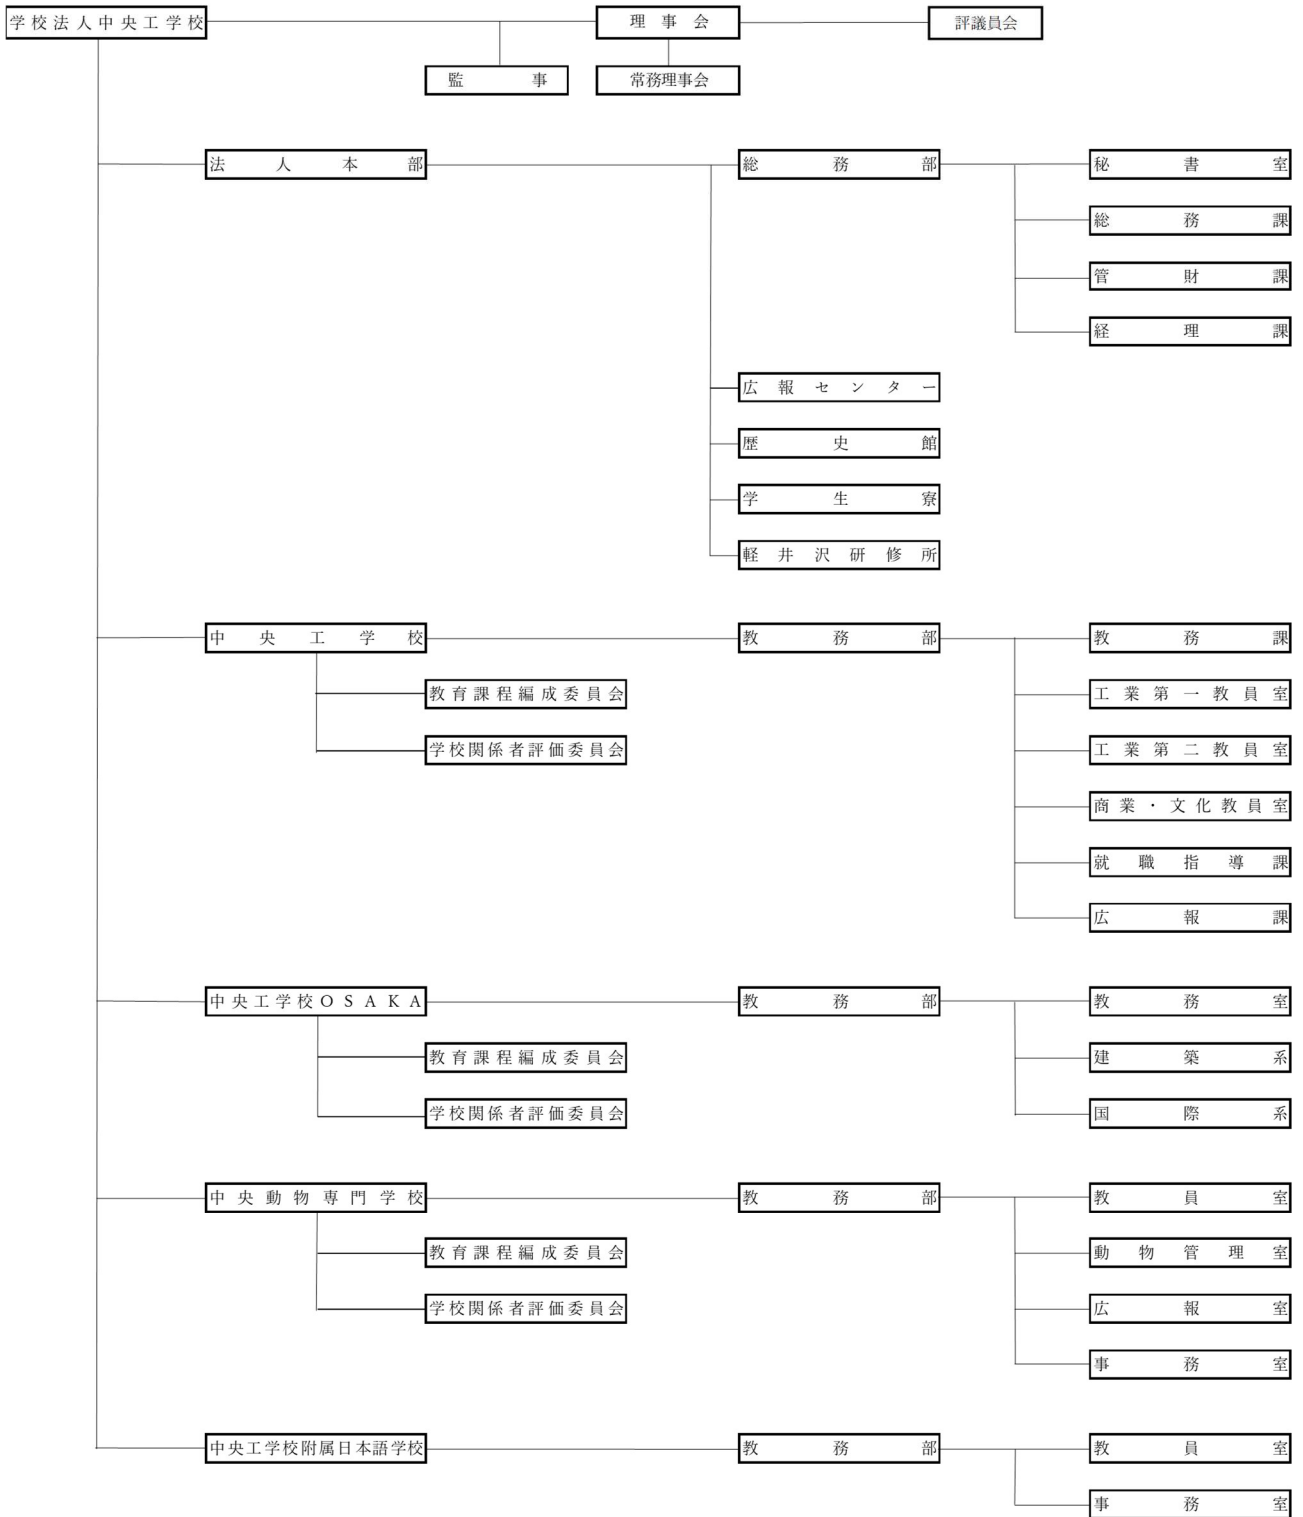 学校法人中央工学校 理事会 評議員会
監事 常務理事会
法人本部 総務部 秘書室
総務課
管財課
経理課
広報センター
歴史館
学生寮
軽井沢研修所
中央工学校 教務部 教務課
教育課程編成委員会 工業第一教員室
学校関係者評価委員会 工業第二教員室
商業・文化教員室
就職指導課
広報課
中央工学校OSAKA 教務部 教務室
教育課程編成委員会 建築系
学校関係者評価委員会 国際系
中央動物専門学校 教務部 教員室
教育課程編成委員会 動物管理室
学校関係者評価委員会 広報室
事務室
中央工学校附属日本語学校 教務部 教員室
事務室